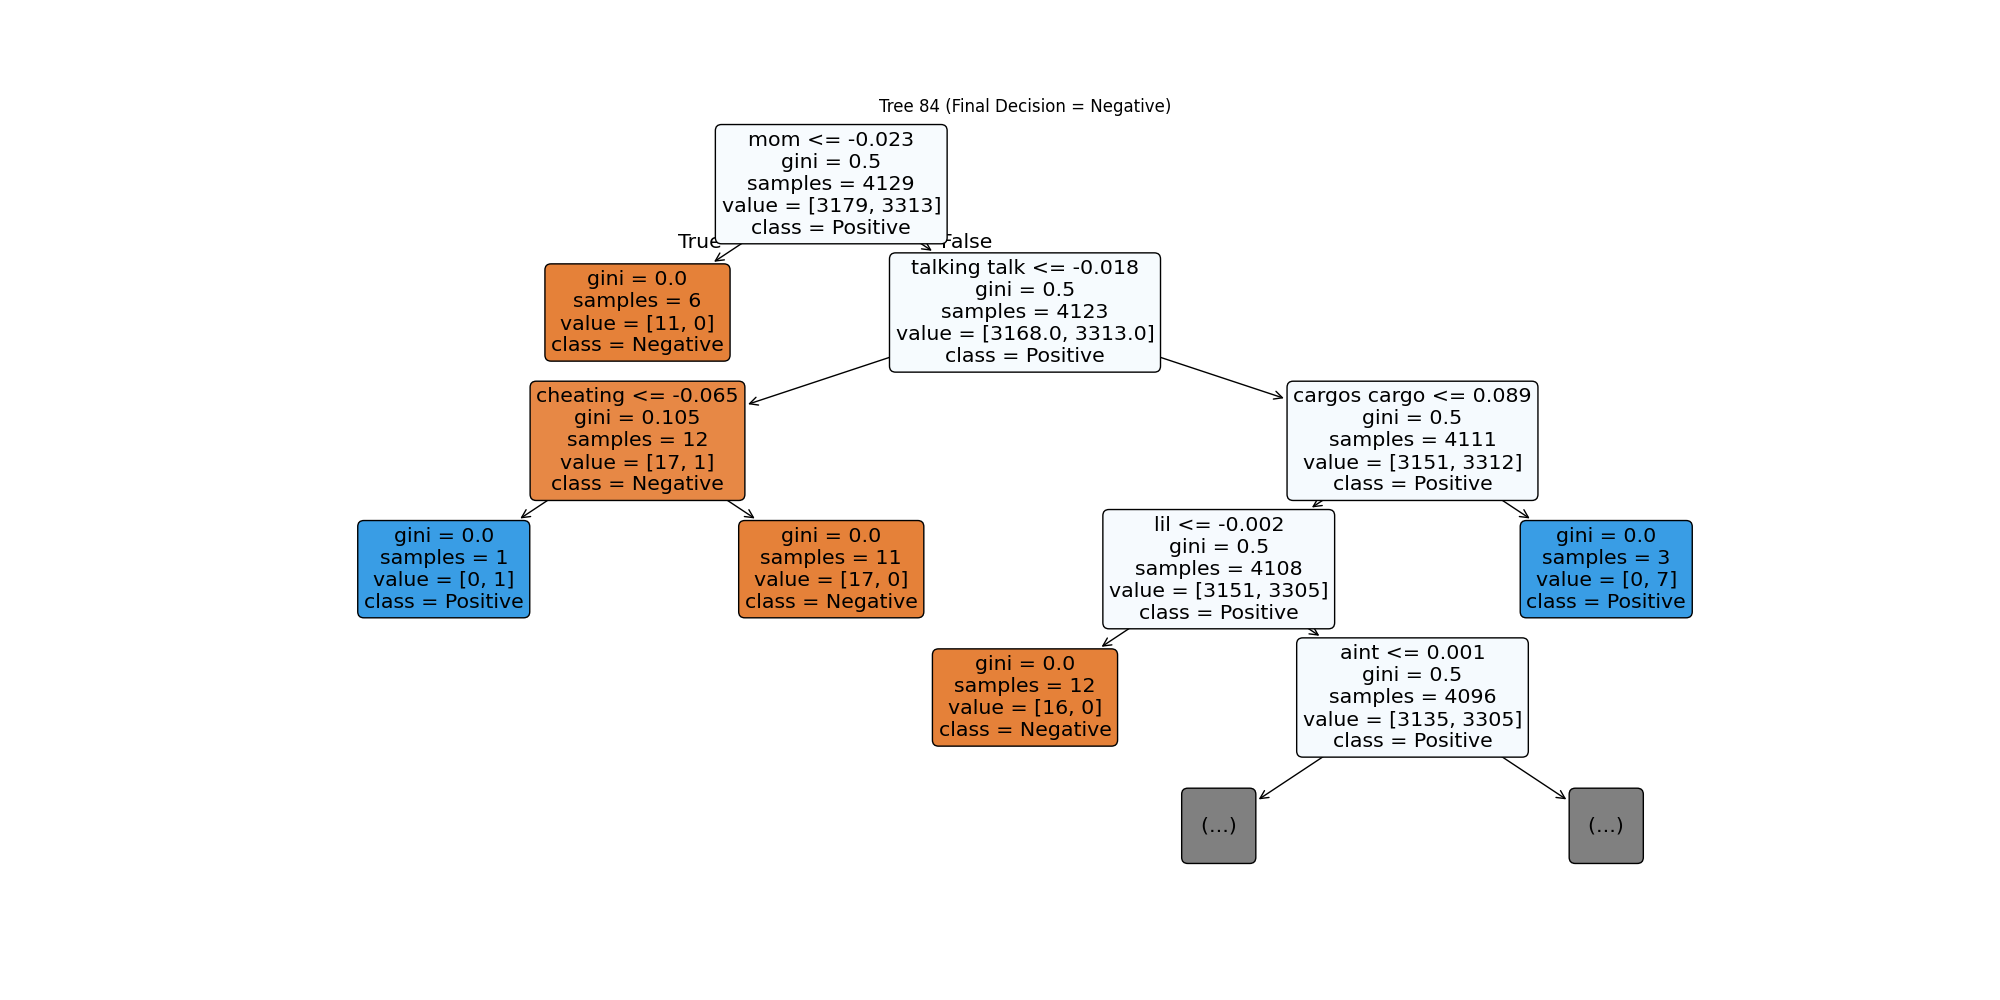 Tree 84 (Final Decision = Negative)
mom <= -0.023
gini = 0.5
samples = 4129
value = [3179, 3313]
class = Positive
True
False
gini = 0.0
samples = 6
value = [11, 0]
class = Negative
talking talk <= -0.018
gini = 0.5
samples = 4123
value = [3168.0, 3313.0]
class = Positive
cheating <= -0.065
gini = 0.105
samples = 12
value = [17, 1]
class = Negative
cargos cargo <= 0.089
gini = 0.5
samples = 4111
value = [3151, 3312]
class = Positive
gini = 0.0
samples = 1
value = [0, 1]
class = Positive
gini = 0.0
samples = 11
value = [17, 0]
class = Negative
lil <= -0.002
gini = 0.5
samples = 4108
value = [3151, 3305]
class = Positive
gini = 0.0
samples = 3
value = [0, 7]
class = Positive
gini = 0.0
samples = 12
value = [16, 0]
class = Negative
aint <= 0.001
gini = 0.5
samples = 4096
value = [3135, 3305]
class = Positive
(...)
(...)